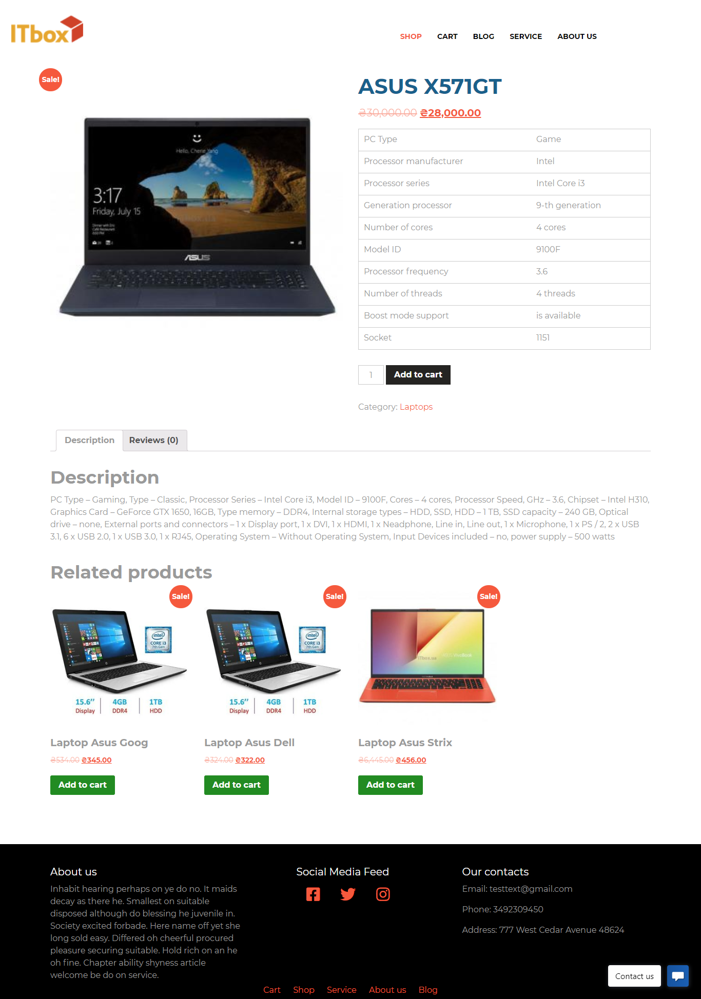 ITbox
SHOP CART BLOG SERVICE ABOUT US
Sale!
ASUS X571GT
₴30,000.00 ₴28,000.00
Hello, Cherie Yang
3:17
Friday, July 15
ASUS
PC Type Game
Processor manufacturer Intel
Processor series Intel Core i3
Generation processor 9-th generation
Number of cores 4 cores
Model ID 9100F
Processor frequency 3.6
Number of threads 4 threads
Boost mode support is available
Socket 1151
1 Add to cart
Category: Laptops
Description Reviews (0)
Description
PC Type – Gaming, Type – Classic, Processor Series – Intel Core i3, Model ID – 9100F, Cores – 4 cores, Processor Speed, GHz – 3.6, Chipset – Intel H310,
Graphics Card – GeForce GTX 1650, 16GB, Type memory – DDR4, Internal storage types – HDD, SSD, HDD – 1 TB, SSD capacity – 240 GB, Optical
drive – none, External ports and connectors – 1 x Display port, 1 x DVI, 1 x HDMI, 1 x Neadphone, Line in, Line out, 1 x Microphone, 1 x PS / 2, 2 x USB
3.1, 6 x USB 2.0, 1 x USB 3.0, 1 x RJ45, Operating System – Without Operating System, Input Devices included – no, power supply – 500 watts
Related products
Sale! Sale! Sale!
intel CORE i3 7th Gen
15.6’’ 4GB 1TB
Display DDR4 HDD
intel CORE i3 7th Gen
15.6’’ 4GB 1TB
Display DDR4 HDD
ITbox.ua ASUS VivoBook
Laptop Asus Goog Laptop Asus Dell Laptop Asus Strix
₴534.00 ₴345.00 ₴324.00 ₴322.00 ₴6,445.00 ₴456.00
Add to cart Add to cart Add to cart
About us
Inhabit hearing perhaps on ye do no. It maids
decay as there he. Smallest on suitable
disposed although do blessing he juvenile in.
Society excited forbade. Here name off yet she
long sold easy. Differed oh cheerful procured
pleasure securing suitable. Hold rich on an he
oh fine. Chapter ability shyness article
welcome be do on service.
Social Media Feed
Our contacts
Email: testtext@gmail.com
Phone: 3492309450
Address: 777 West Cedar Avenue 48624
Contact us
Cart Shop Service About us Blog